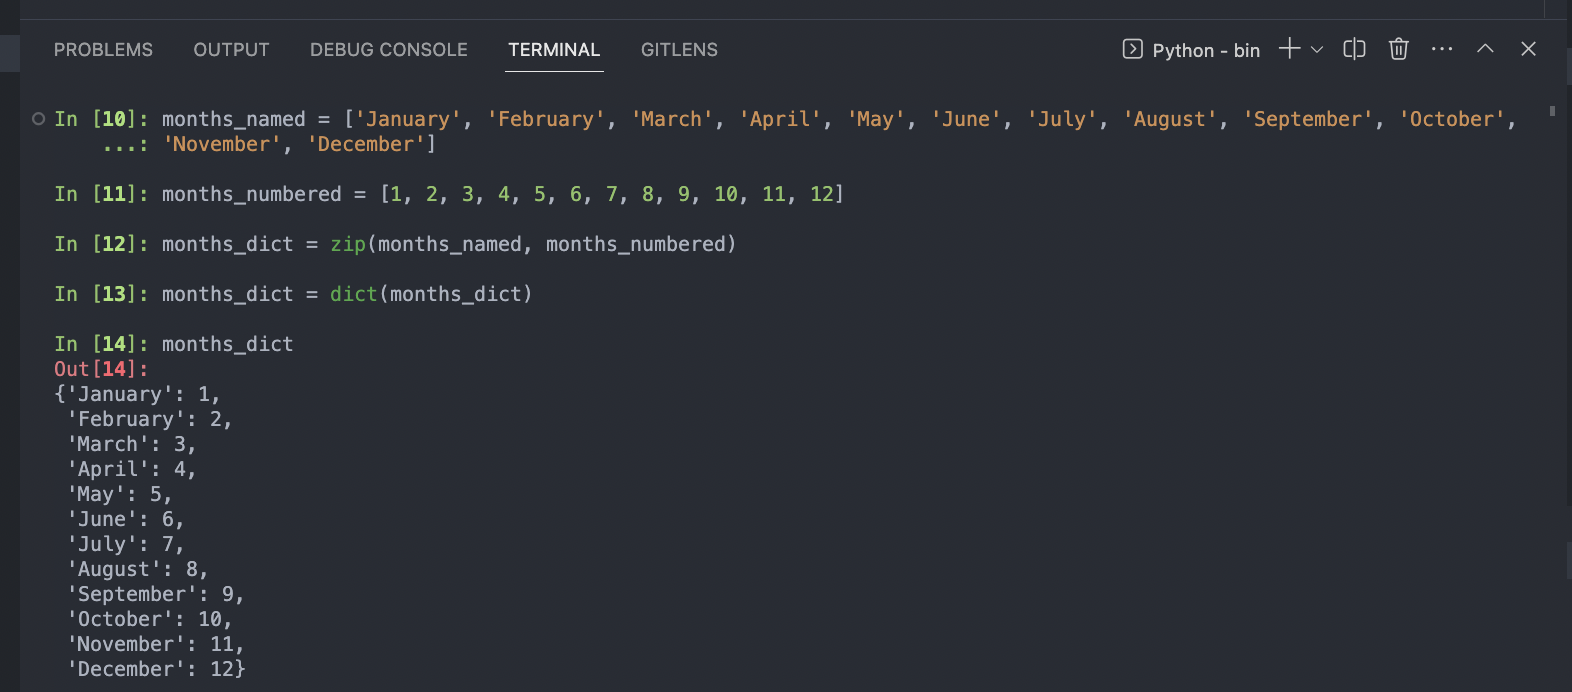 PROBLEMS OUTPUT DEBUG CONSOLE TERMINAL GITLENS Python - bin
In [10]: months_named = ['January', 'February', 'March', 'April', 'May', 'June', 'July', 'August', 'September', 'October',
...: 'November', 'December']
In [11]: months_numbered = [1, 2, 3, 4, 5, 6, 7, 8, 9, 10, 11, 12]
In [12]: months_dict = zip(months_named, months_numbered)
In [13]: months_dict = dict(months_dict)
In [14]: months_dict
Out[14]:
{'January': 1,
'February': 2,
'March': 3,
'April': 4,
'May': 5,
'June': 6,
'July': 7,
'August': 8,
'September': 9,
'October': 10,
'November': 11,
'December': 12}